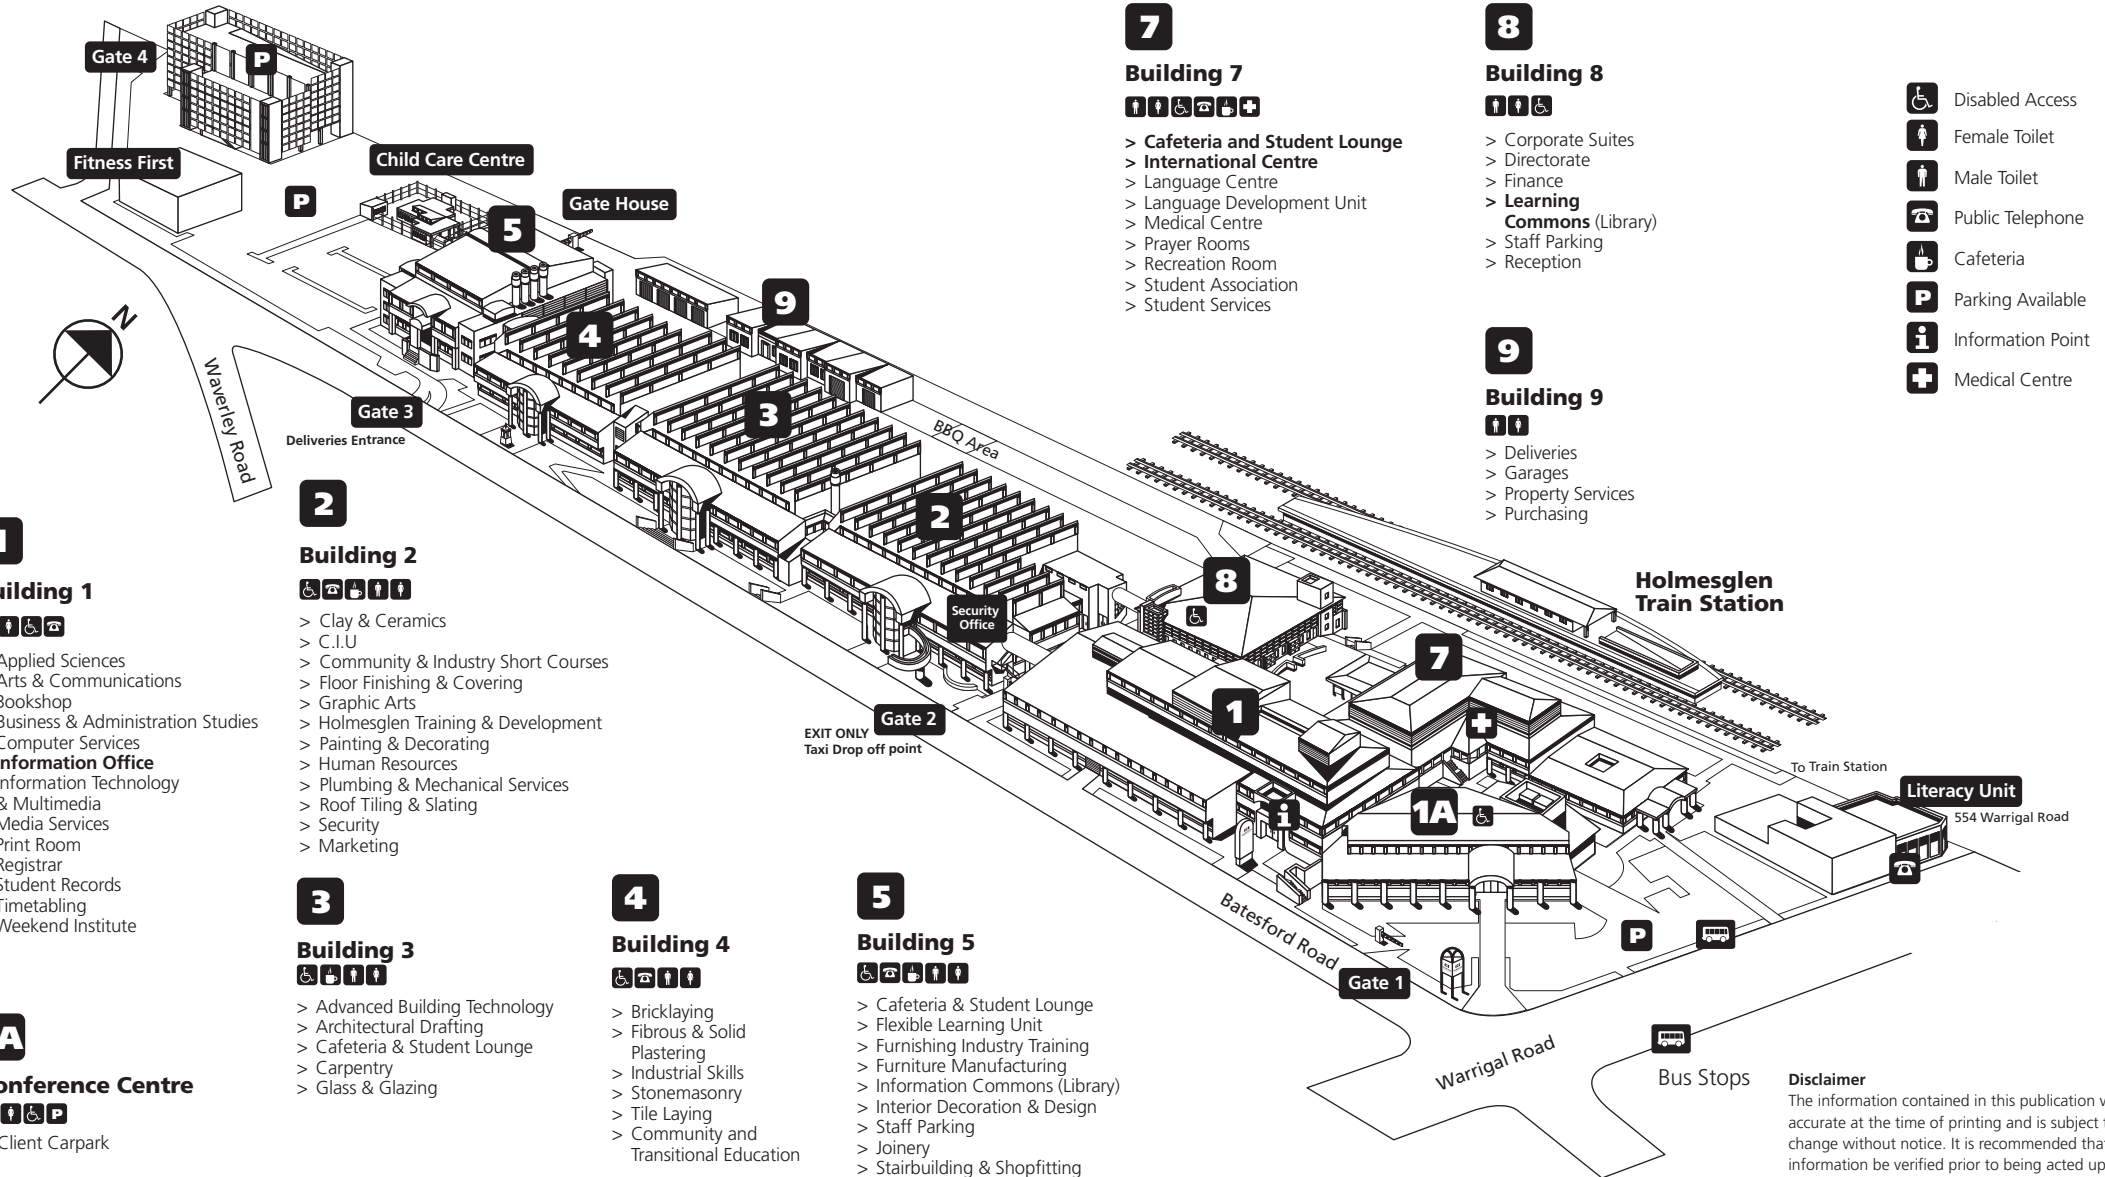 Gate 4
P
Fitness First
Child Care Centre
P
Gate House
5
4
9
3
2
8
7
1
1A
i
P
N
Waverley Road
Gate 3
Deliveries Entrance
BBQ Area
Security
Office
Gate 2
EXIT ONLY
Taxi Drop off point
Holmesglen
Train Station
To Train Station
Literacy Unit
554 Warrigal Road
Batesford Road
Gate 1
Warrigal Road
Bus Stops
7
Building 7
> Cafeteria and Student Lounge
> International Centre
> Language Centre
> Language Development Unit
> Medical Centre
> Prayer Rooms
> Recreation Room
> Student Association
> Student Services
8
Building 8
> Corporate Suites
> Directorate
> Finance
> Learning
Commons (Library)
> Staff Parking
> Reception
9
Building 9
> Deliveries
> Garages
> Property Services
> Purchasing
Disabled Access
Female Toilet
Male Toilet
Public Telephone
Cafeteria
P Parking Available
i Information Point
Medical Centre
1
uilding 1
Applied Sciences
Arts & Communications
Bookshop
Business & Administration Studies
Computer Services
nformation Office
nformation Technology
& Multimedia
Media Services
Print Room
Registrar
Student Records
Timetabling
Weekend Institute
A
onference Centre
P
Client Carpark
2
Building 2
> Clay & Ceramics
> C.I.U
> Community & Industry Short Courses
> Floor Finishing & Covering
> Graphic Arts
> Holmesglen Training & Development
> Painting & Decorating
> Human Resources
> Plumbing & Mechanical Services
> Roof Tiling & Slating
> Security
> Marketing
3
Building 3
> Advanced Building Technology
> Architectural Drafting
> Cafeteria & Student Lounge
> Carpentry
> Glass & Glazing
4
Building 4
> Bricklaying
> Fibrous & Solid
Plastering
> Industrial Skills
> Stonemasonry
> Tile Laying
> Community and
Transitional Education
5
Building 5
> Cafeteria & Student Lounge
> Flexible Learning Unit
> Furnishing Industry Training
> Furniture Manufacturing
> Information Commons (Library)
> Interior Decoration & Design
> Staff Parking
> Joinery
> Stairbuilding & Shopfitting
Disclaimer
The information contained in this publication
accurate at the time of printing and is subject
change without notice. It is recommended
information be verified prior to being acted